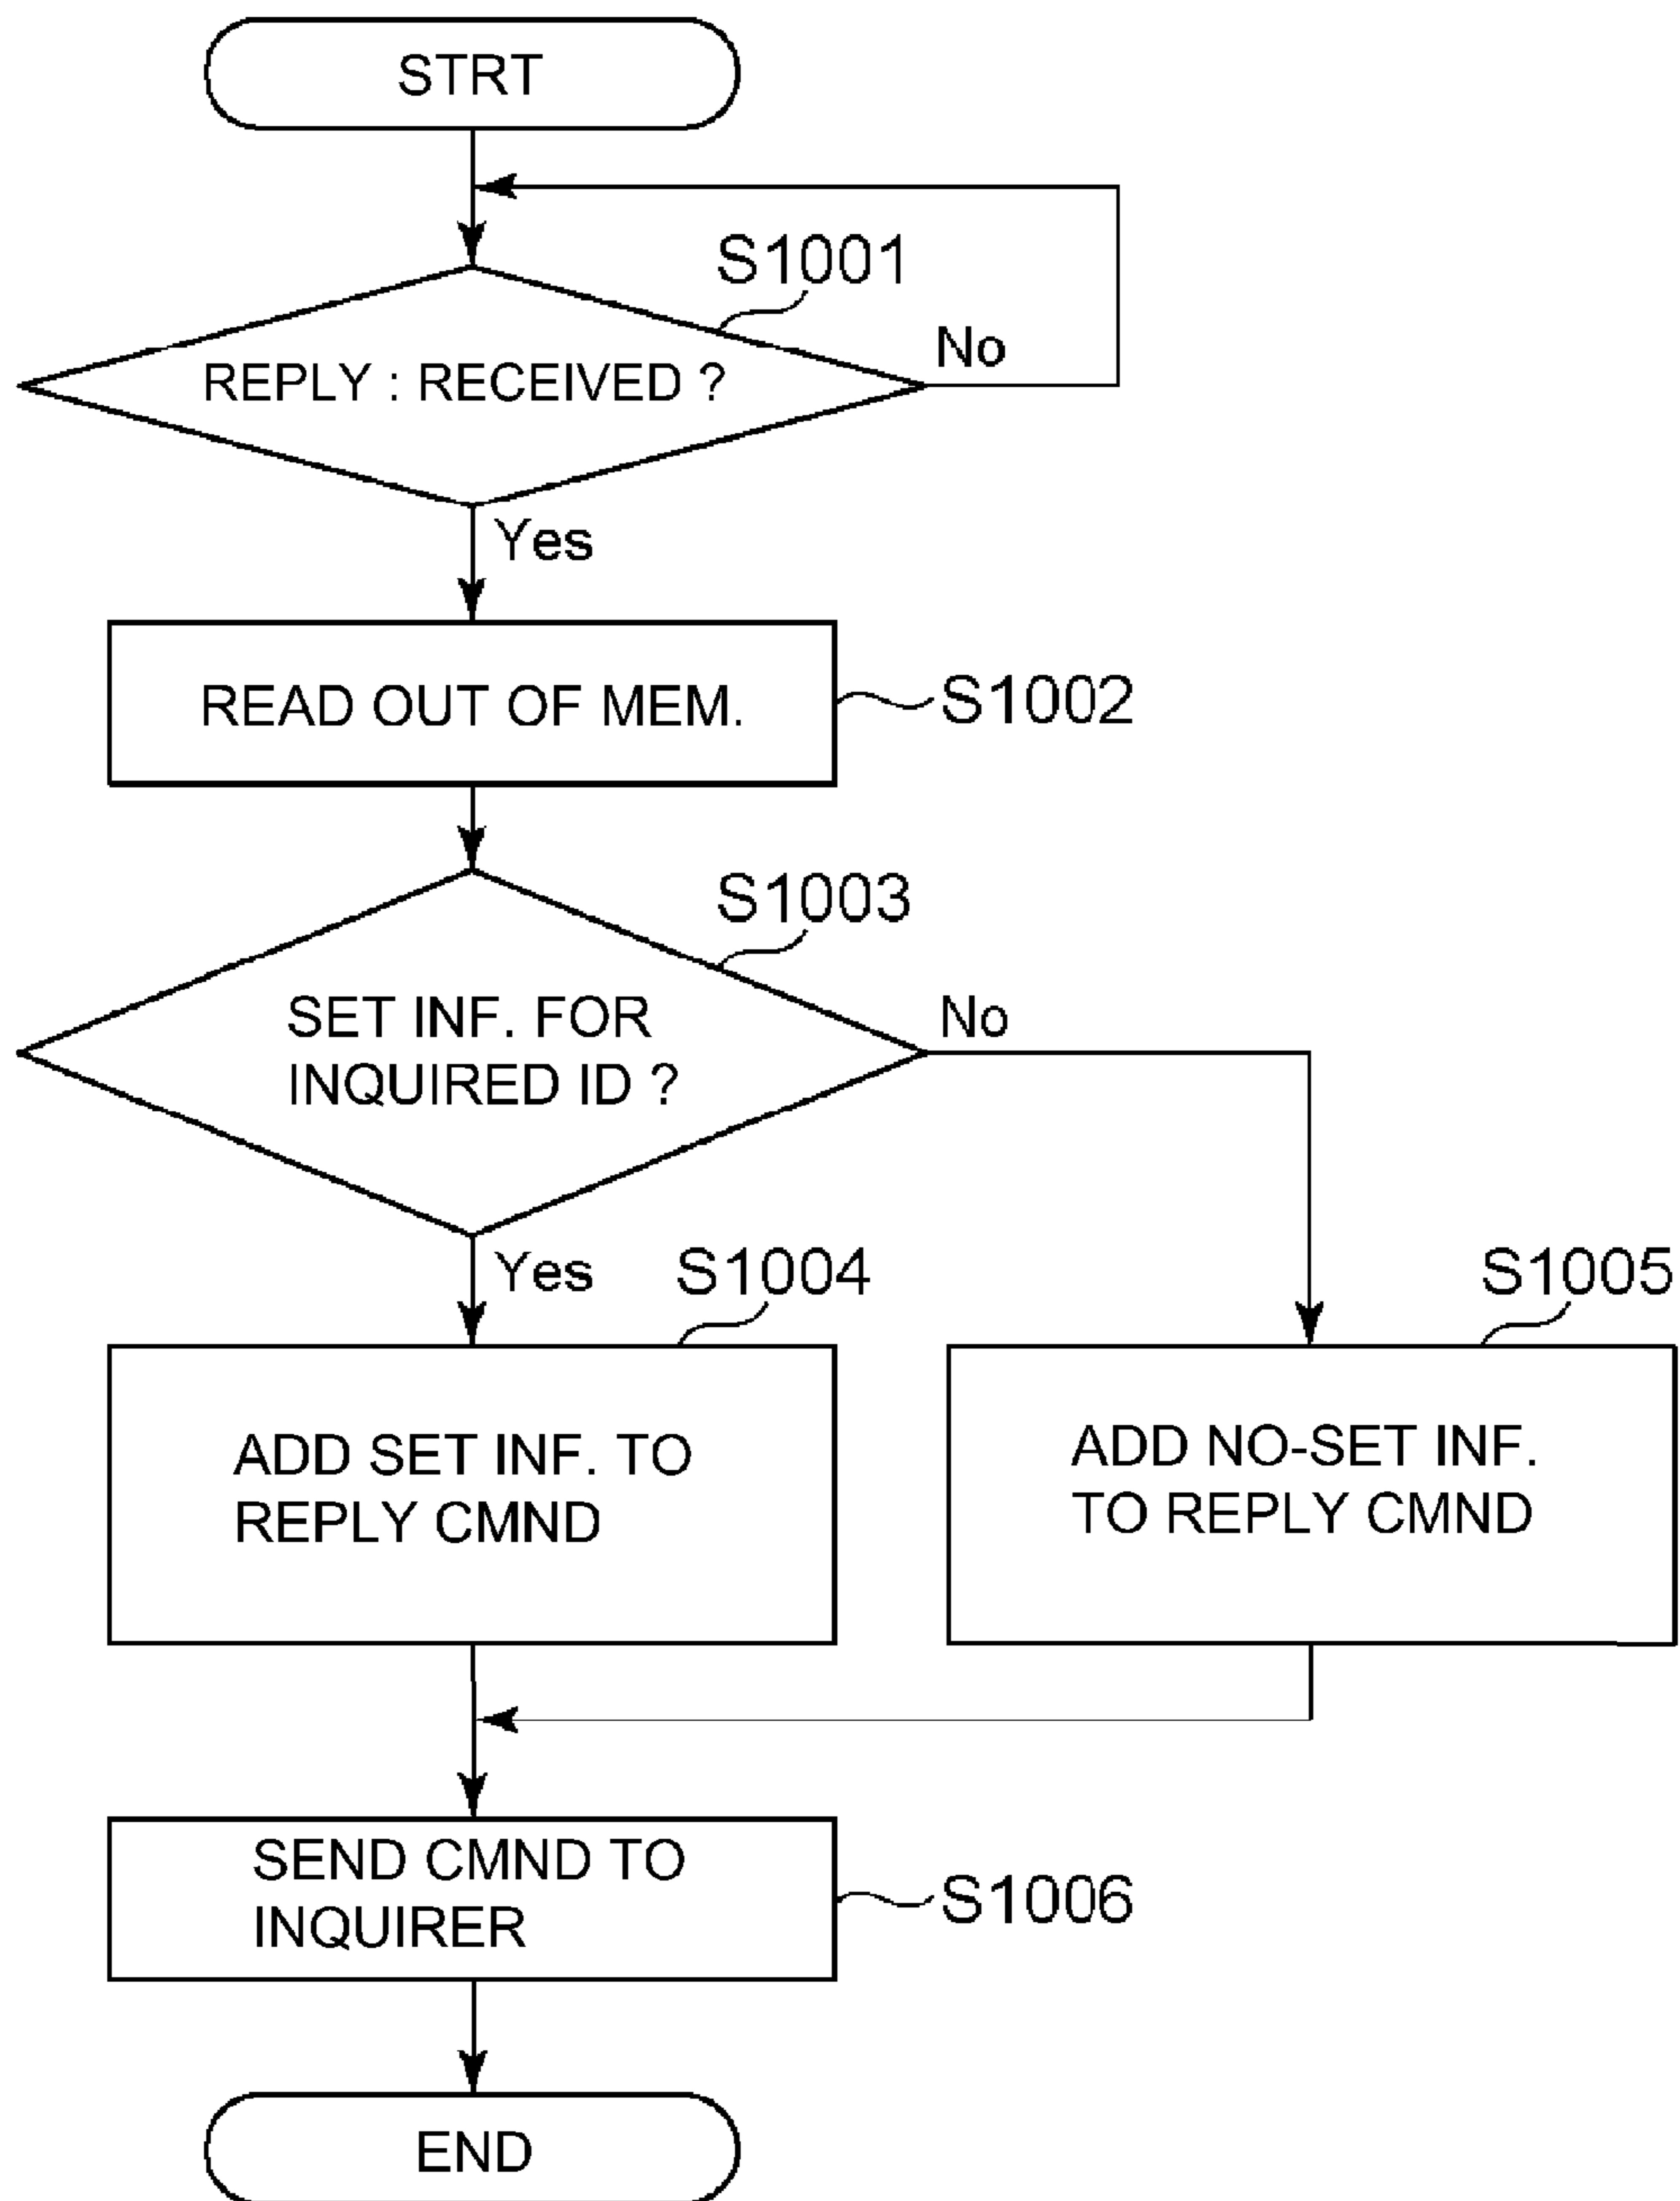 STRT
S1001
REPLY : RECEIVED ?
No
Yes
READ OUT OF MEM.
S1002
S1003
SET INF. FOR
INQUIRED ID ?
No
Yes
S1004
S1005
ADD SET INF. TO
REPLY CMND
ADD NO-SET INF.
TO REPLY CMND
SEND CMND TO
INQUIRER
S1006
END